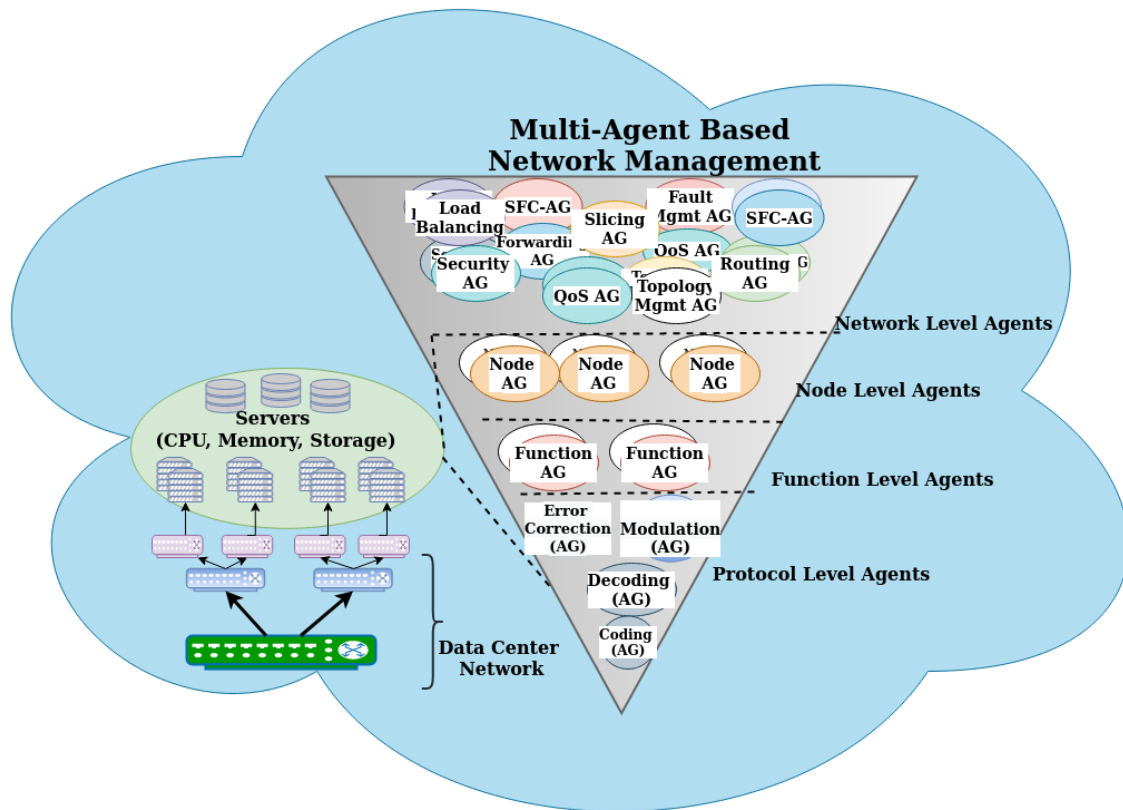 Multi-Agent Based
Network Management
Load
Balancing
SFC-AG
Slicing
AG
Fault
Mgmt AG
SFC-AG
Forwarding
AG
QoS AG
Security
AG
QoS AG
Topology
Mgmt AG
Routing
AG
Network Level Agents
Node
AG
Node
AG
Node
AG
Node Level Agents
Servers
(CPU, Memory, Storage)
Function
AG
Function
AG
Function Level Agents
Error
Correction
(AG)
Modulation
(AG)
Protocol Level Agents
Decoding
(AG)
Coding
(AG)
Data Center
Network